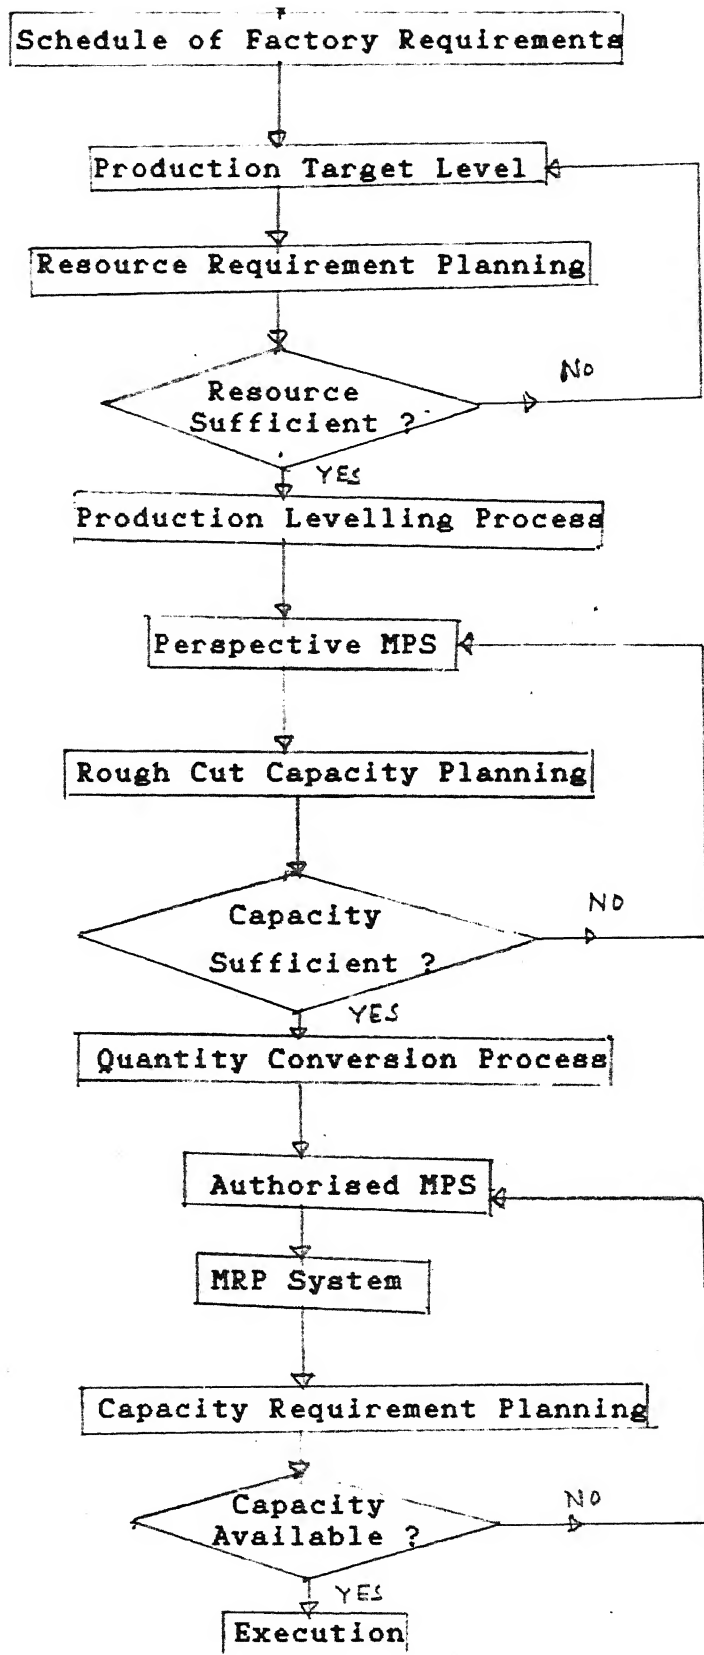 Schedule of Factory Requirements
Production Target Level
Resource Requirement Planning
NO
Resource
Sufficient ?
YES
Production Levelling Process
Perspective MPS
Rough Cut Capacity Planning
NO
Capacity
Sufficient ?
YES
Quantity Conversion Process
Authorised MPS
MRP System
Capacity Requirement Planning
NO
Capacity
Available ?
YES
Execution